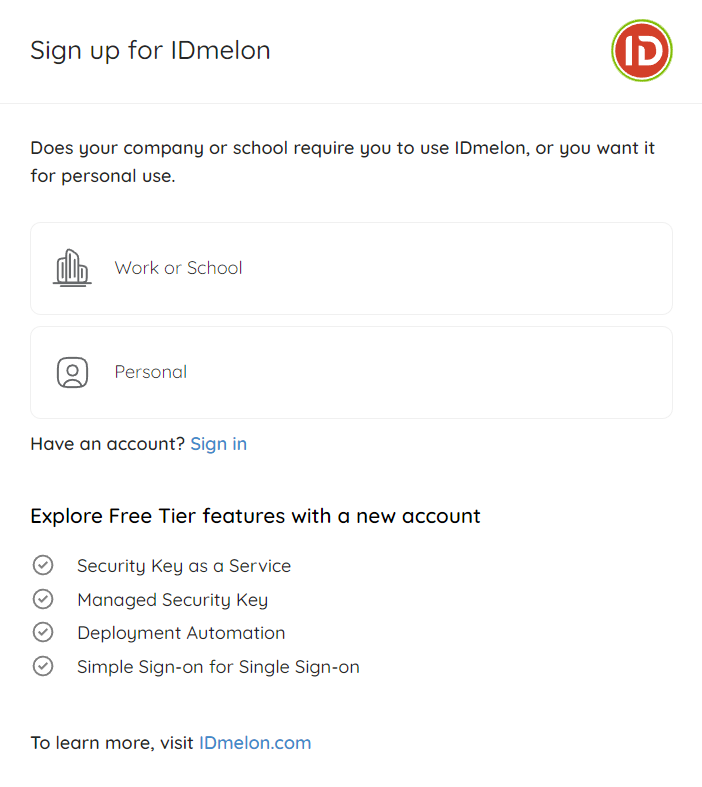 Sign up for IDmelon
ID
Does your company or school require you to use IDmelon, or you want it
for personal use.
Work or School
Personal
Have an account? Sign in
Explore Free Tier features with a new account
Security Key as a Service
Managed Security Key
Deployment Automation
Simple Sign-on for Single Sign-on
To learn more, visit IDmelon.com